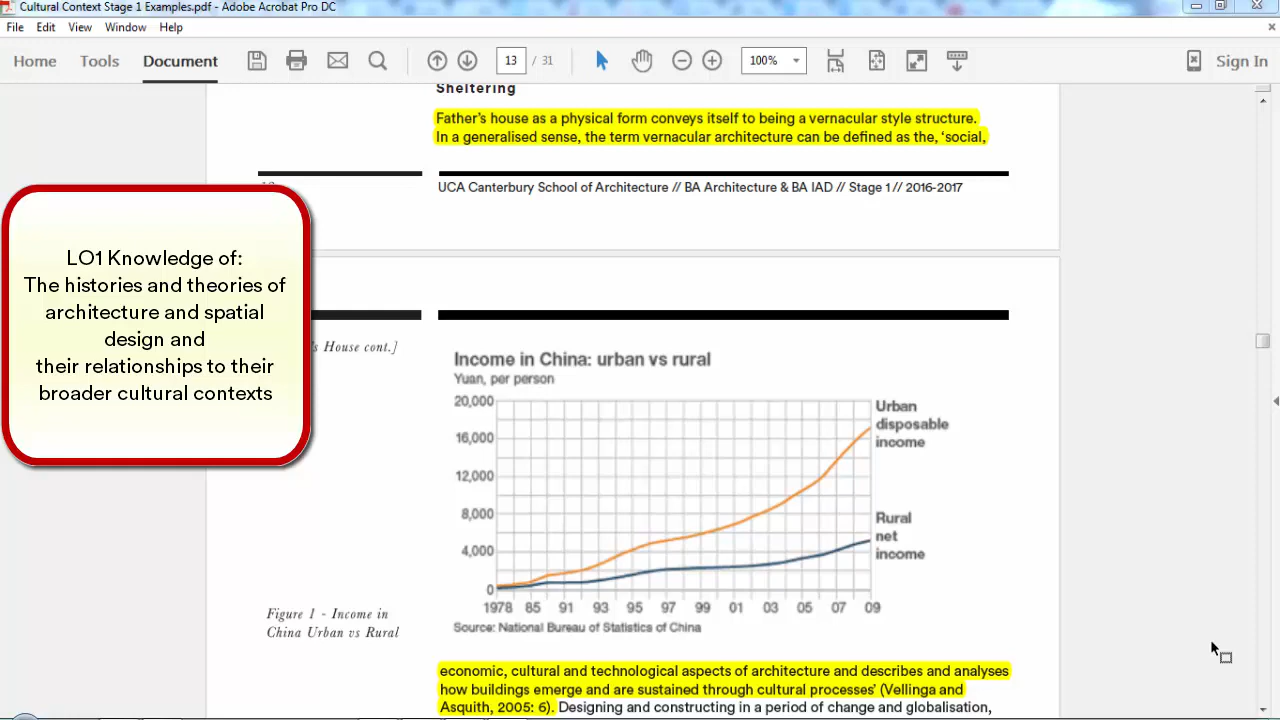 Cultural Context Stage 1 Examples.pdf - Adobe Acrobat Pro DC
File Edit View Window Help
Home Tools Document 13 / 31 100% Sign In
Sheltering
Father's house as a physical form conveys itself to being a vernacular style structure.
In a generalised sense, the term vernacular architecture can be defined as the, 'social,
UCA Canterbury School of Architecture // BA Architecture & BA IAD // Stage 1 // 2016-2017
LO1 Knowledge of:
The histories and theories of
architecture and spatial
design and
their relationships to their
broader cultural contexts
House cont.]
Income in China: urban vs rural
Yuan, per person
20,000
16,000
12,000
8,000
4,000
0
Urban
disposable
income
Rural
net
income
1978 85 91 93 95 97 99 01 03 05 07 09
Source: National Bureau of Statistics of China
Figure 1 - Income in
China Urban vs Rural
economic, cultural and technological aspects of architecture and describes and analyses
how buildings emerge and are sustained through cultural processes' (Vellinga and
Asquith, 2005: 6). Designing and constructing in a period of change and globalisation,